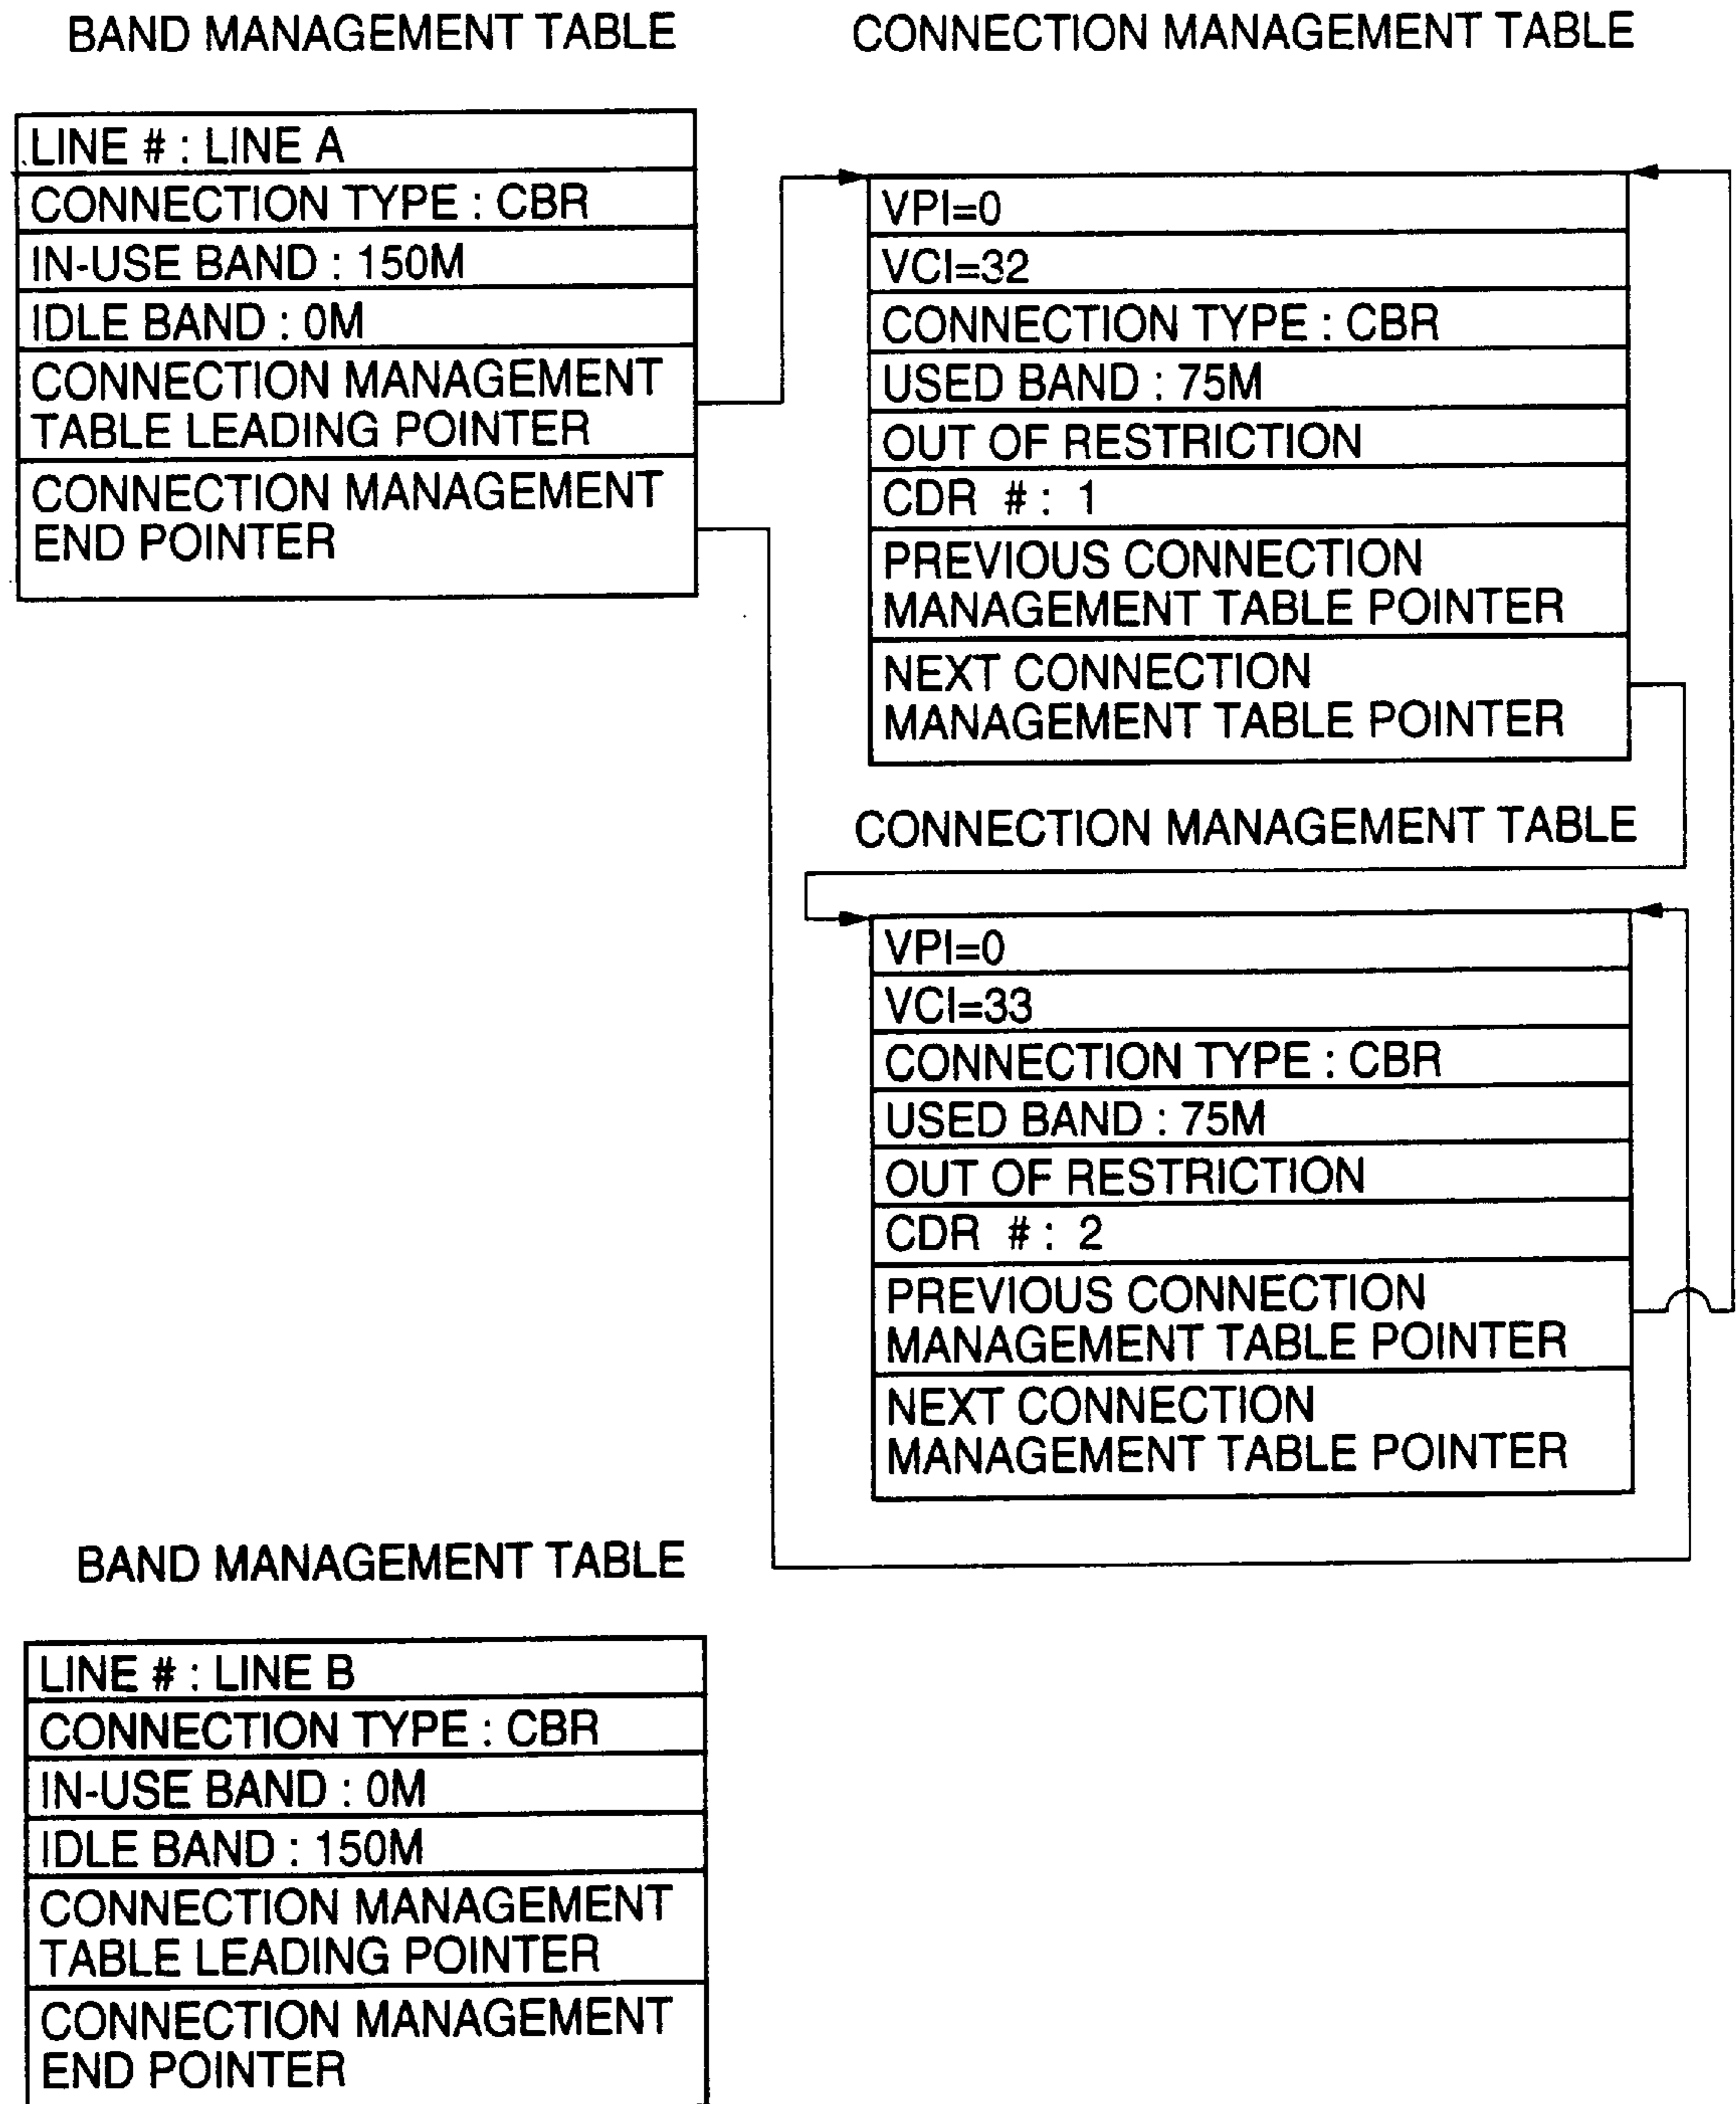 BAND MANAGEMENT TABLE
LINE # : LINE A
CONNECTION TYPE : CBR
IN-USE BAND : 150M
IDLE BAND : 0M
CONNECTION MANAGEMENT
TABLE LEADING POINTER
CONNECTION MANAGEMENT
END POINTER
CONNECTION MANAGEMENT TABLE
VPI=0
VCI=32
CONNECTION TYPE : CBR
USED BAND : 75M
OUT OF RESTRICTION
CDR # : 1
PREVIOUS CONNECTION
MANAGEMENT TABLE POINTER
NEXT CONNECTION
MANAGEMENT TABLE POINTER
CONNECTION MANAGEMENT TABLE
VPI=0
VCI=33
CONNECTION TYPE : CBR
USED BAND : 75M
OUT OF RESTRICTION
CDR # : 2
PREVIOUS CONNECTION
MANAGEMENT TABLE POINTER
NEXT CONNECTION
MANAGEMENT TABLE POINTER
BAND MANAGEMENT TABLE
LINE # : LINE B
CONNECTION TYPE : CBR
IN-USE BAND : 0M
IDLE BAND : 150M
CONNECTION MANAGEMENT
TABLE LEADING POINTER
CONNECTION MANAGEMENT
END POINTER